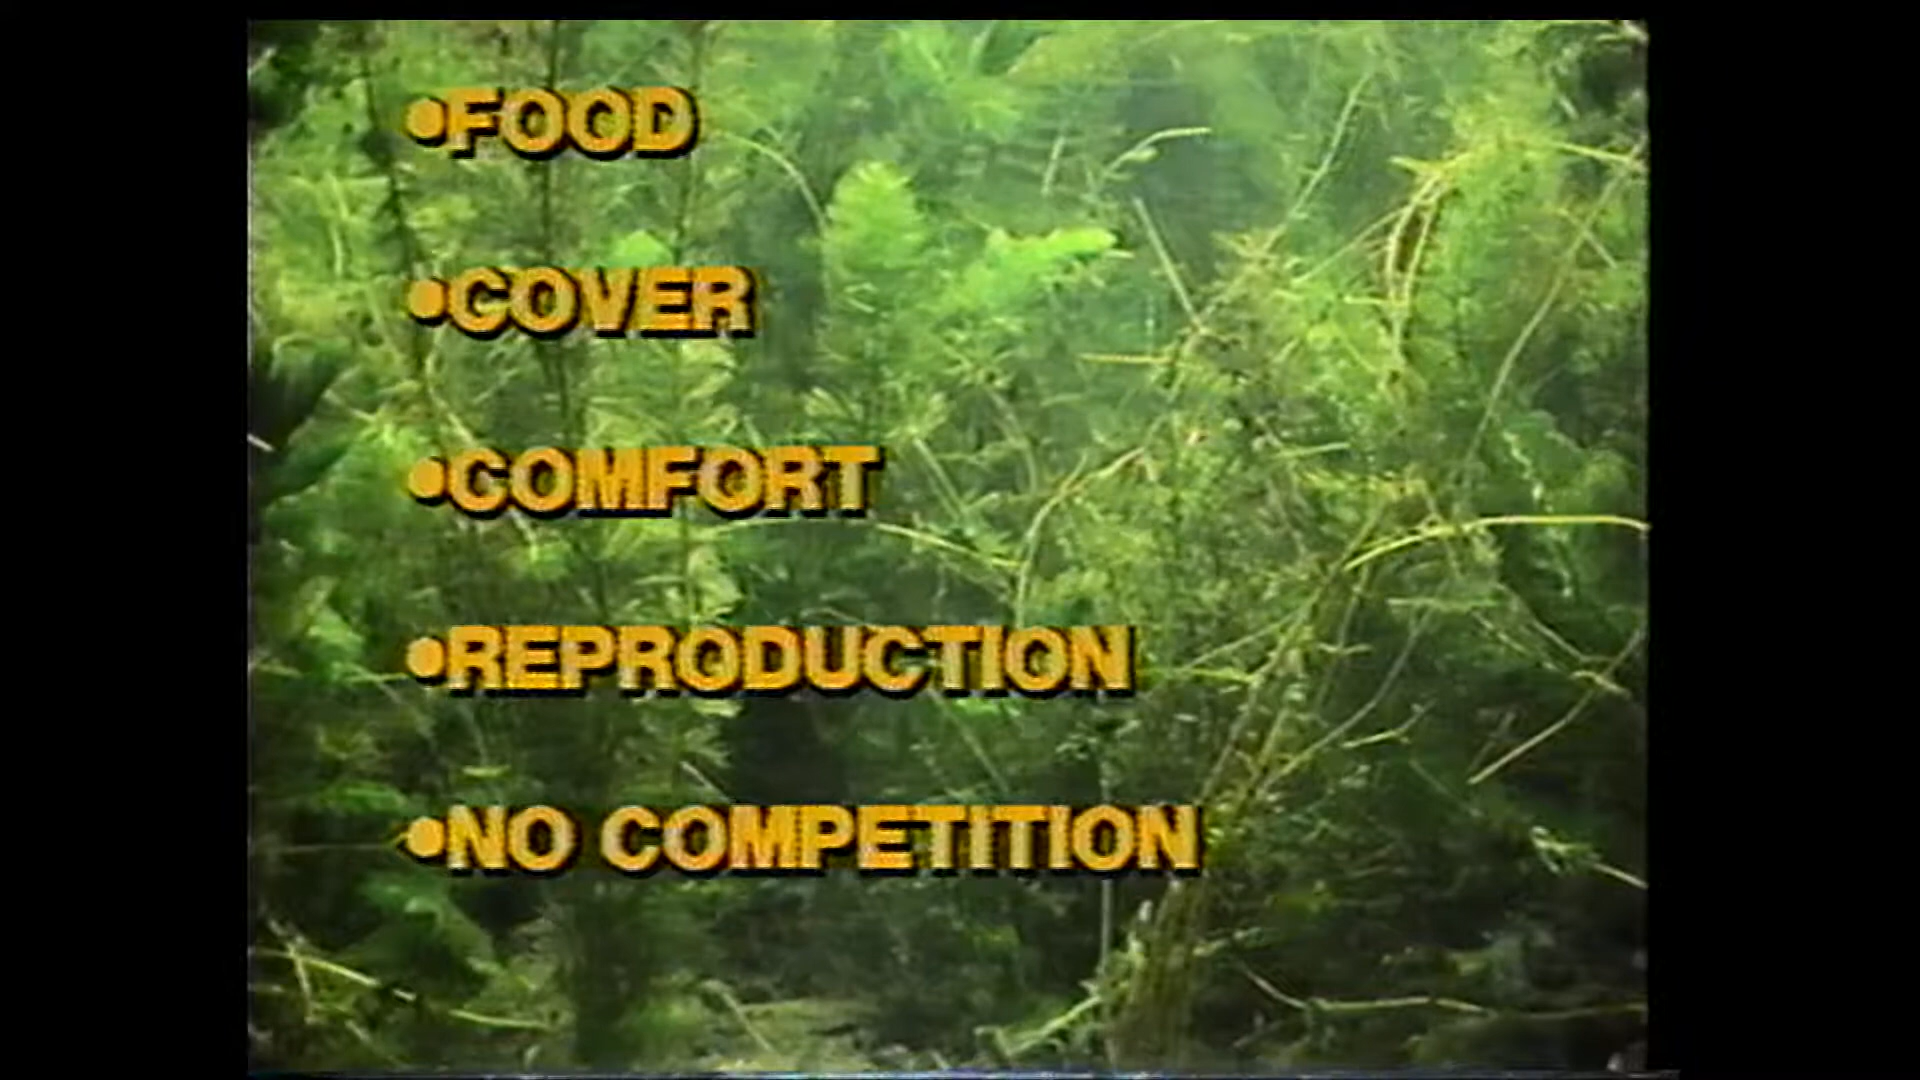 •FOOD
•COVER
•COMFORT
•REPRODUCTION
•NO COMPETITION